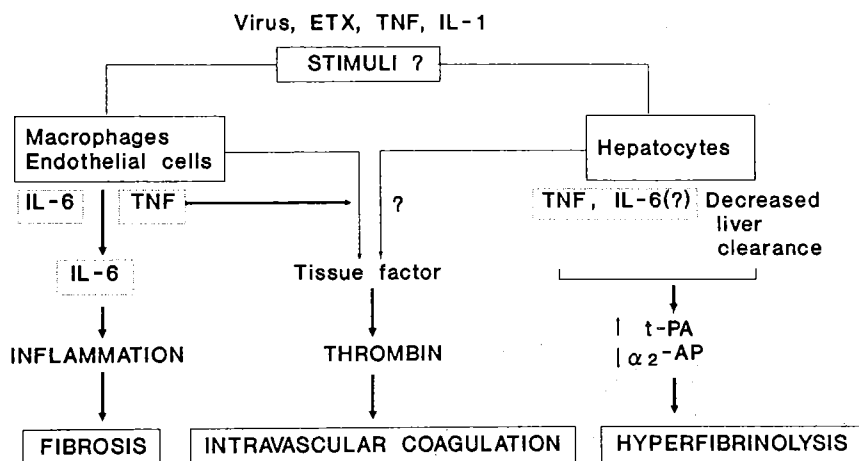 Virus, ETX, TNF, IL-1
STIMULI ?
Macrophages
Endothelial cells
Hepatocytes
IL-6
TNF
?
TNF, IL-6(?)
Decreased
liver
clearance
IL-6
Tissue factor
↑ t-PA
↓ α2-AP
INFLAMMATION
THROMBIN
FIBROSIS
INTRAVASCULAR COAGULATION
HYPERFIBRINOLYSIS